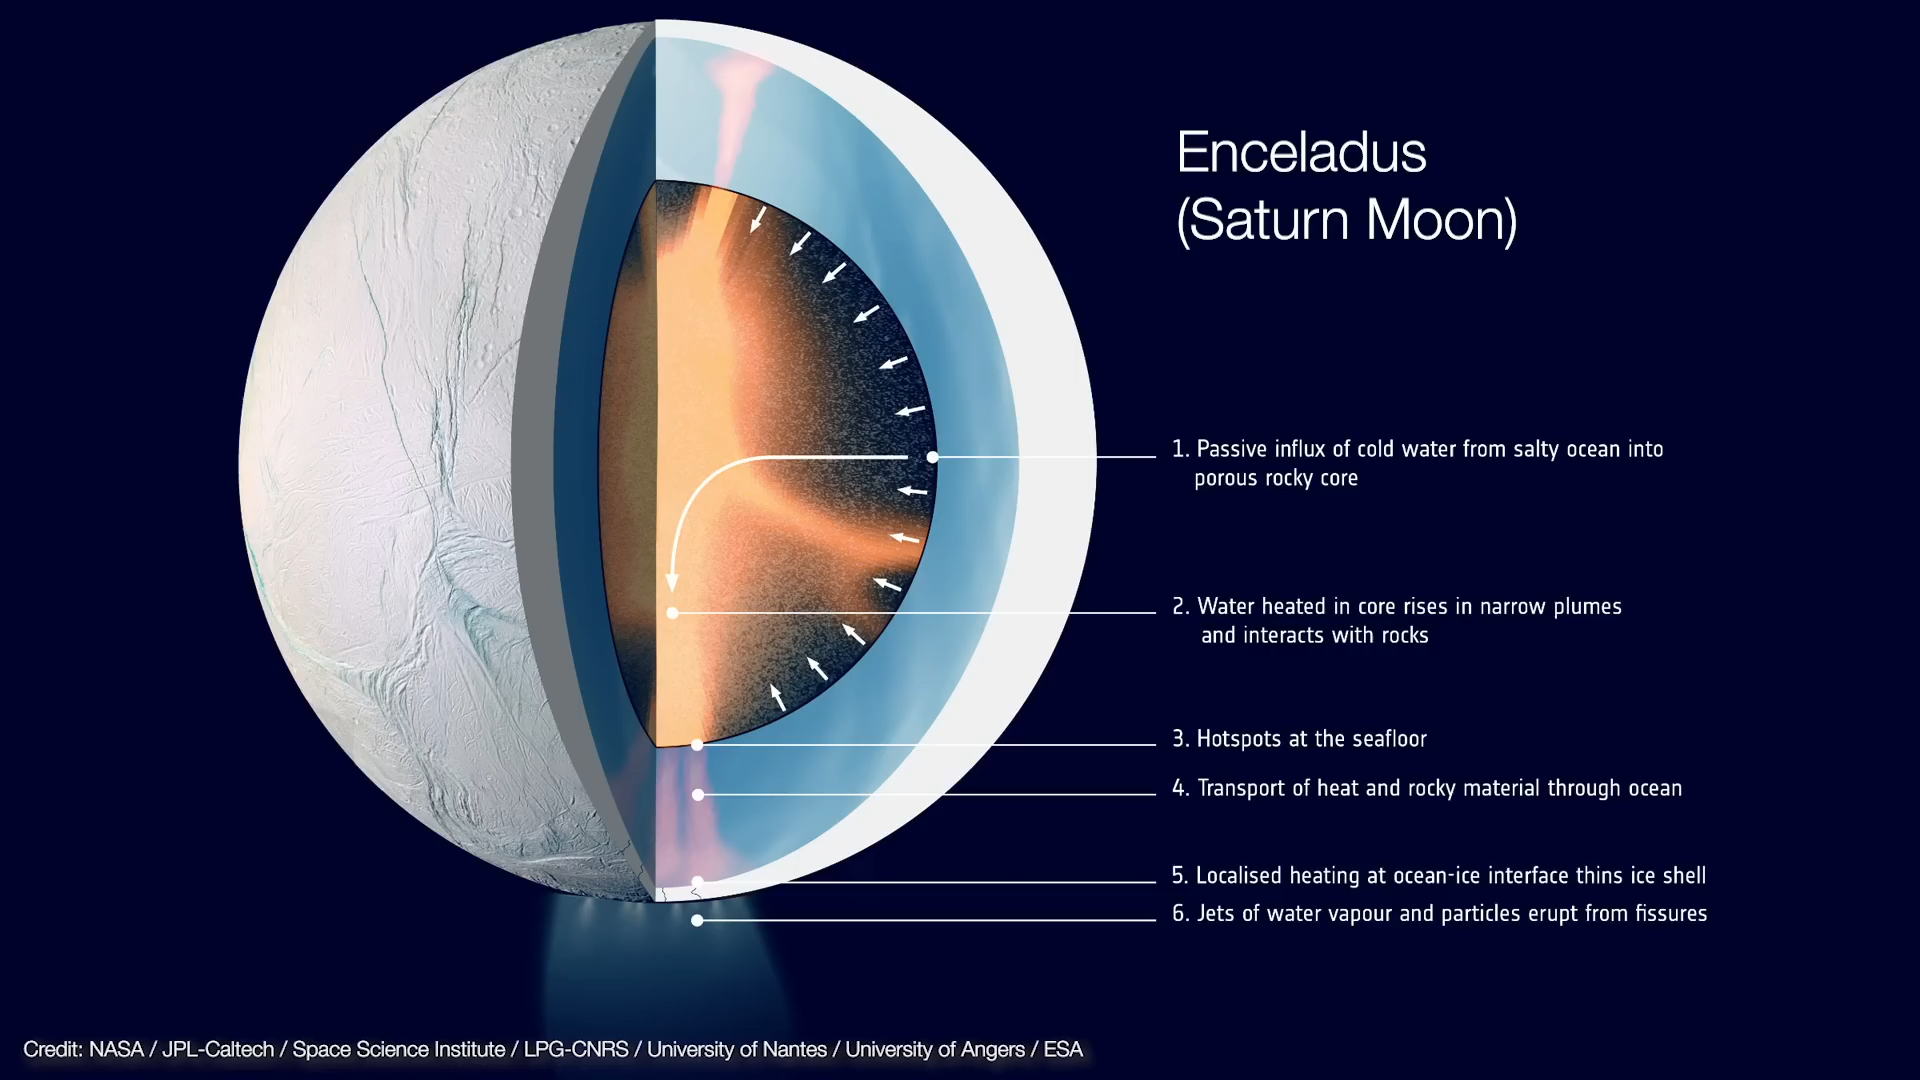 Enceladus
(Saturn Moon)
1. Passive influx of cold water from salty ocean into
porous rocky core
2. Water heated in core rises in narrow plumes
and interacts with rocks
3. Hotspots at the seafloor
4. Transport of heat and rocky material through ocean
5. Localised heating at ocean-ice interface thins ice shell
6. Jets of water vapour and particles erupt from fissures
Credit: NASA / JPL-Caltech / Space Science Institute / LPG-CNRS / University of Nantes / University of Angers / ESA